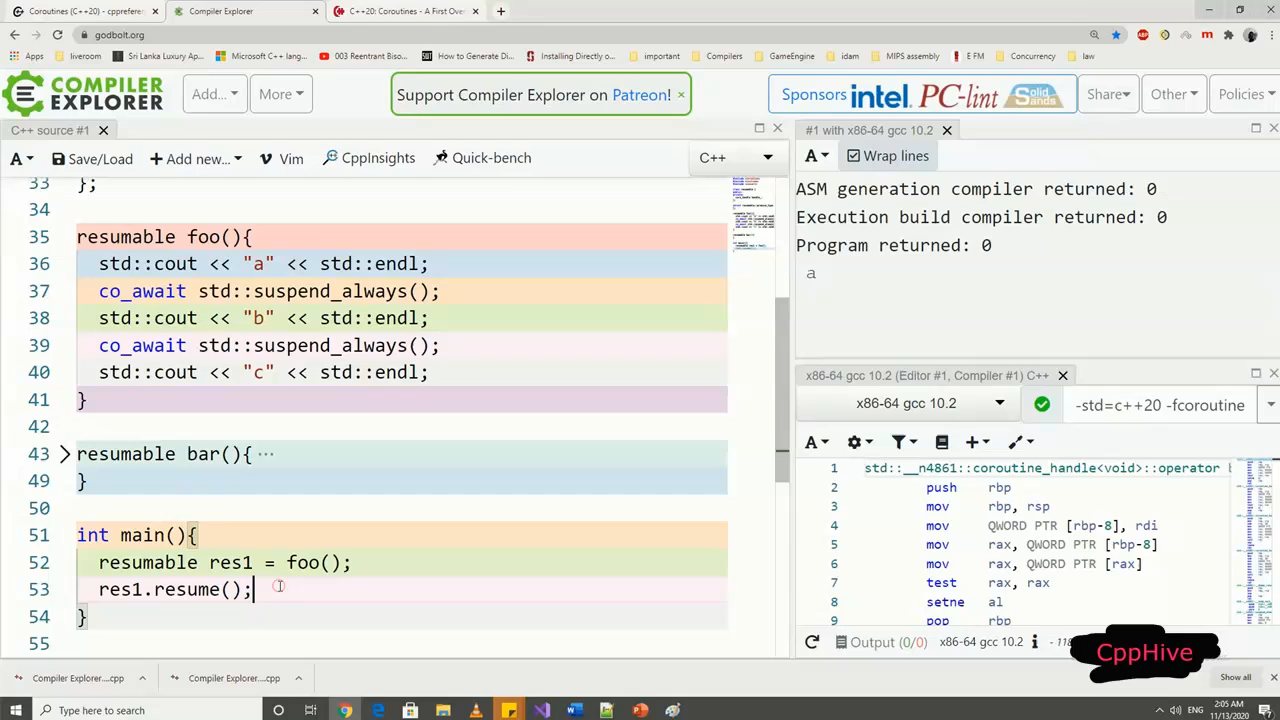 Coroutines (C++20) - cppreferen
Compiler Explorer
C++20: Coroutines - A First Over
godbolt.org
Apps
liveroom
Sri Lanka Luxury Ap...
Microsoft C++ lang...
003 Reentrant Biso...
How to Generate Di...
Installing Directly o...
important
Compilers
GameEngine
idam
MIPS assembly
E FM
Concurrency
law
COMPILER EXPLORER
Add...
More
Support Compiler Explorer on Patreon! ×
Sponsors intel. PC-lint Solid Sands
Share
Other
Policies
C++ source #1
#1 with x86-64 gcc 10.2
A
Save/Load
Add new...
Vim
CppInsights
Quick-bench
C++
A
Wrap lines
33 };
34
35 resumable foo(){
36 std::cout << "a" << std::endl;
37 co_await std::suspend_always();
38 std::cout << "b" << std::endl;
39 co_await std::suspend_always();
40 std::cout << "c" << std::endl;
41 }
42
43 resumable bar(){ ...
49 }
50
51 int main(){
52 resumable res1 = foo();
53 res1.resume();
54 }
55
ASM generation compiler returned: 0
Execution build compiler returned: 0
Program returned: 0
a
x86-64 gcc 10.2 (Editor #1, Compiler #1) C++
x86-64 gcc 10.2
-std=c++20 -fcoroutine
A
1 std::__n4861::coroutine_handle<void>::operator
2 push rbp
3 mov rbp, rsp
4 mov QWORD PTR [rbp-8], rdi
5 mov rax, QWORD PTR [rbp-8]
6 mov rax, QWORD PTR [rax]
7 test rax, rax
8 setne al
9 pop rbp
Output (0/0)
x86-64 gcc 10.2
CppHive
Compiler Explorer....cpp
Compiler Explorer....cpp
Show all
Type here to search
ENG
2:05 AM
11/13/2020